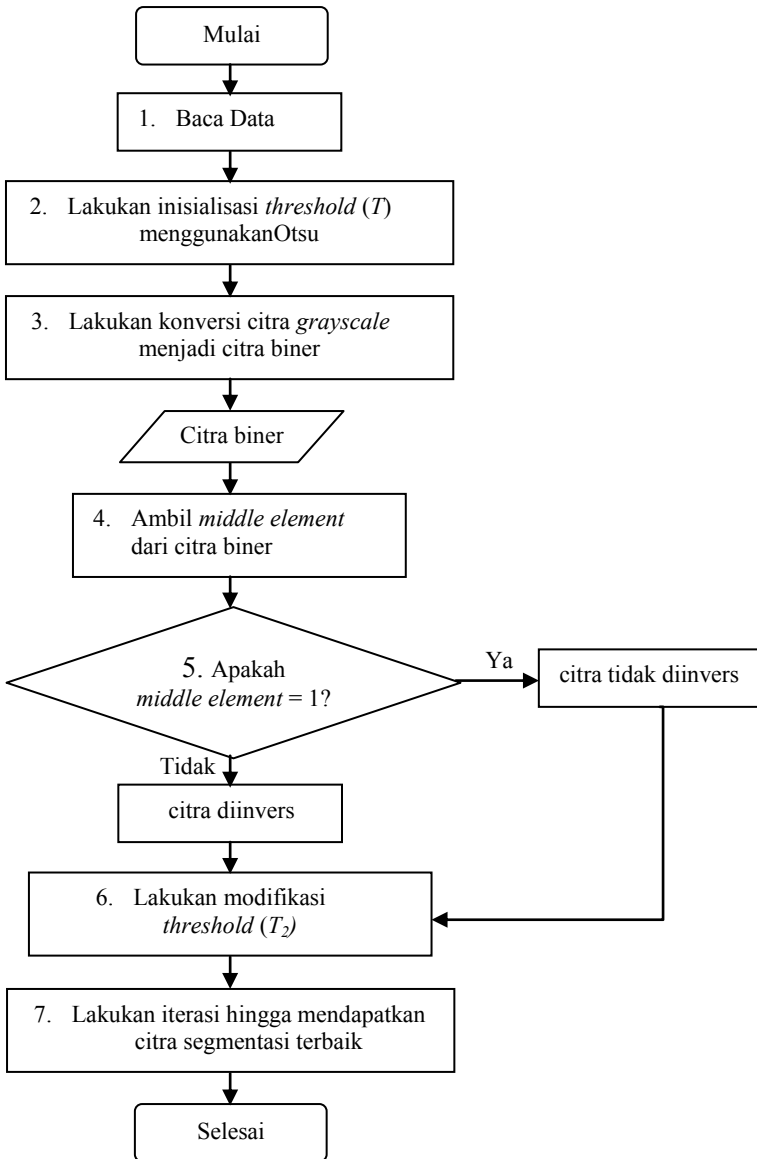 Mulai
1. Baca Data
2. Lakukan inisialisasi threshold (T)
menggunakanOtsu
3. Lakukan konversi citra grayscale
menjadi citra biner
Citra biner
4. Ambil middle element
dari citra biner
5. Apakah
middle element = 1?
Ya
citra tidak diinvers
Tidak
citra diinvers
6. Lakukan modifikasi
threshold (T₂)
7. Lakukan iterasi hingga mendapatkan
citra segmentasi terbaik
Selesai